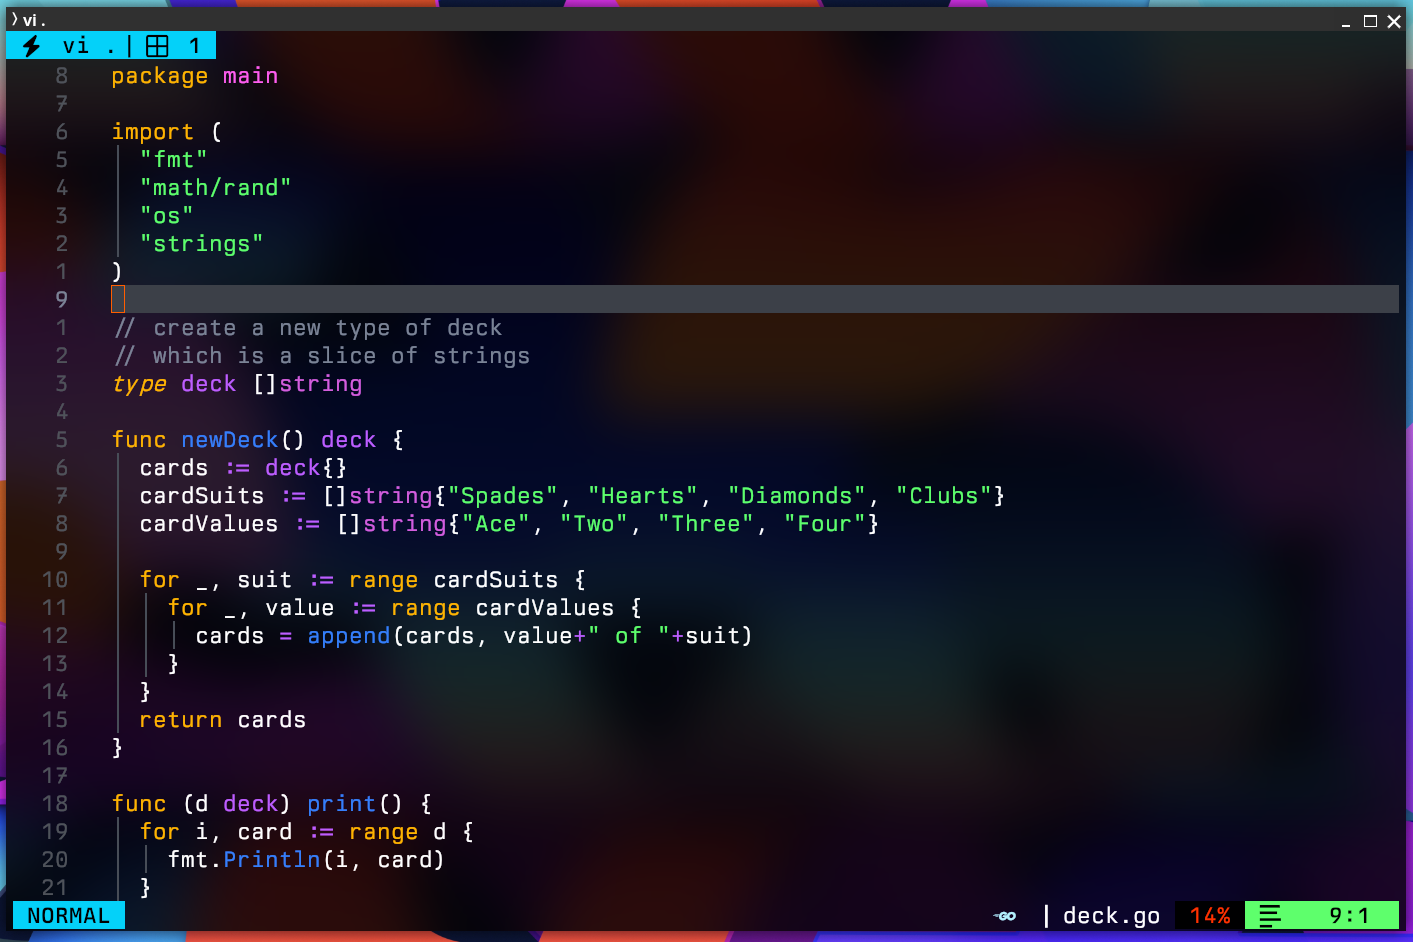 vi .
vi . | 1
8 package main
7
6 import (
5 "fmt"
4 "math/rand"
3 "os"
2 "strings"
1 )
9
1 // create a new type of deck
2 // which is a slice of strings
3 type deck []string
4
5 func newDeck() deck {
6 cards := deck{}
7 cardSuits := []string{"Spades", "Hearts", "Diamonds", "Clubs"}
8 cardValues := []string{"Ace", "Two", "Three", "Four"}
9
10 for _, suit := range cardSuits {
11 for _, value := range cardValues {
12 cards = append(cards, value+" of "+suit)
13 }
14 }
15 return cards
16 }
17
18 func (d deck) print() {
19 for i, card := range d {
20 fmt.Println(i, card)
21 }
NORMAL GO | deck.go 14% 9:1